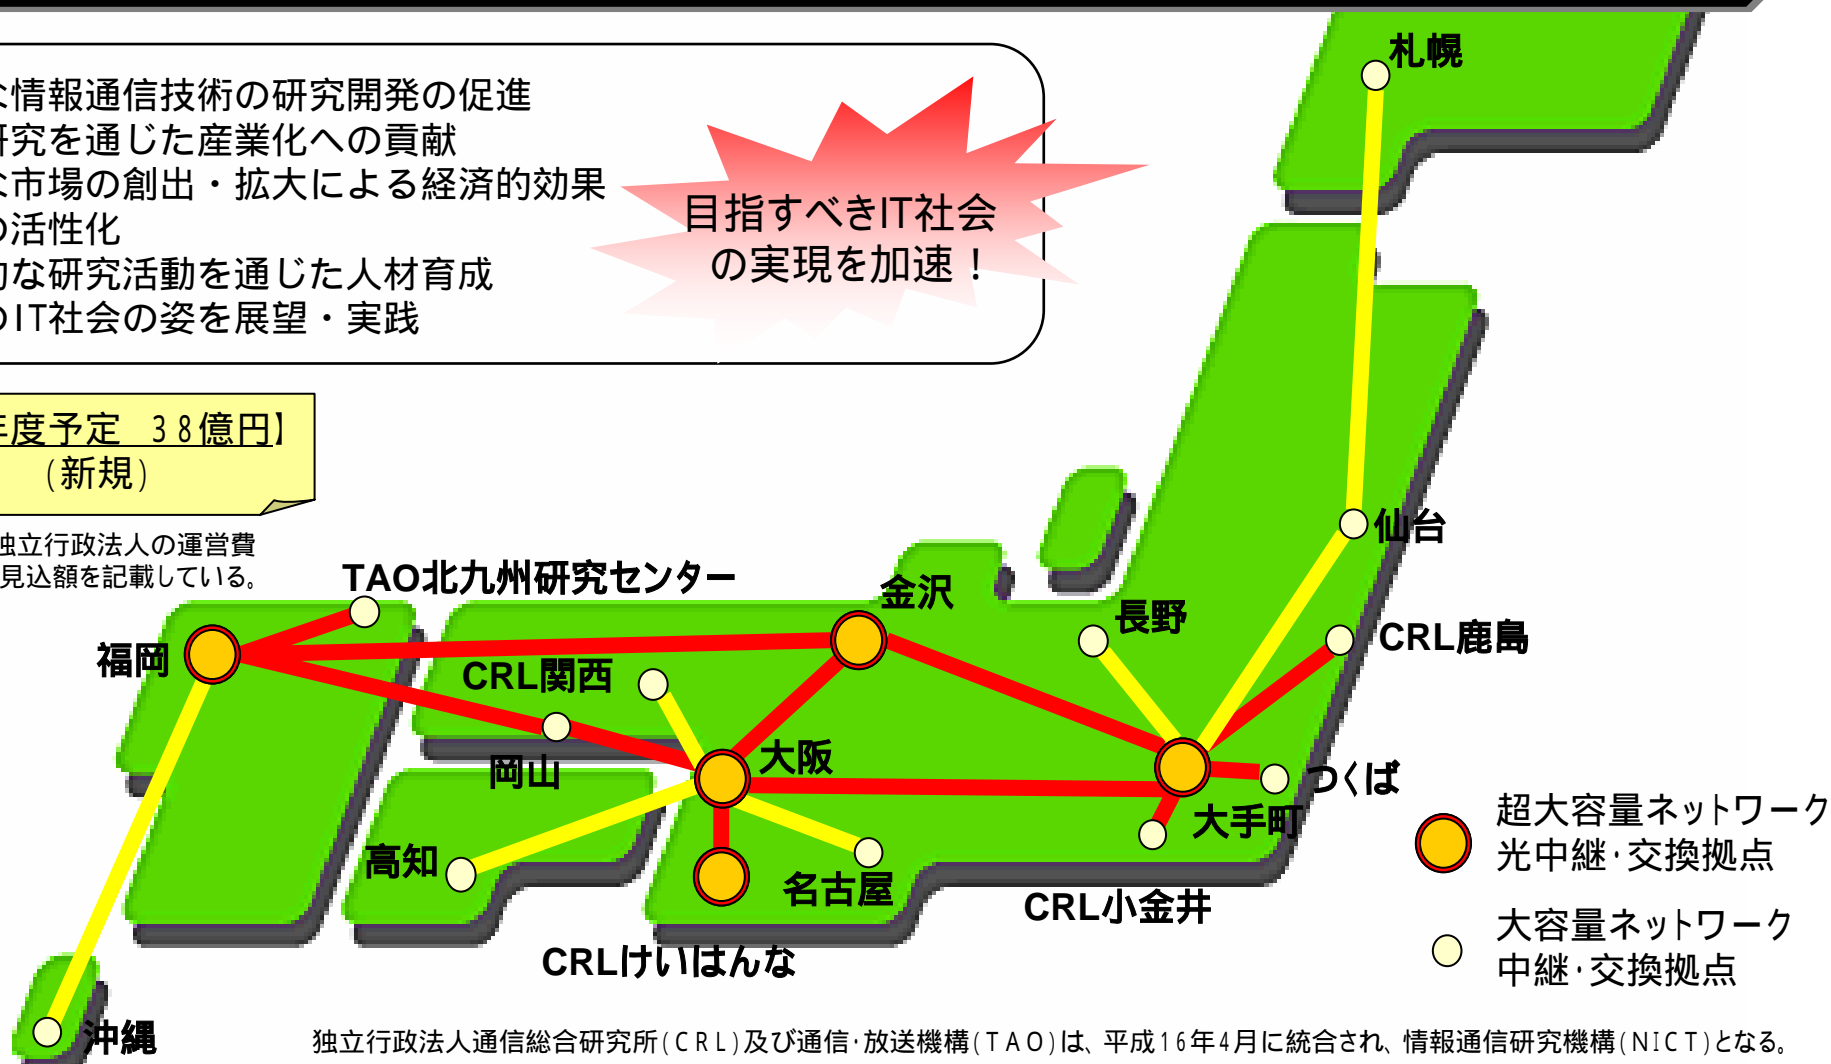 な情報通信技術の研究開発の促進
研究を通じた産業化への貢献
な市場の創出・拡大による経済的効果
の活性化
的な研究活動を通じた人材育成
のIT社会の姿を展望・実践
目指すべきIT社会
の実現を加速！
年度予定 38億円】
(新規)
独立行政法人の運営費
見込額を記載している。
札幌
仙台
TAO北九州研究センター
金沢
長野
CRL鹿島
福岡
CRL関西
岡山
大阪
つくば
大手町
高知
名古屋
CRL小金井
CRLけいはんな
沖縄
超大容量ネットワーク
光中継・交換拠点
大容量ネットワーク
中継・交換拠点
独立行政法人通信総合研究所(CRL)及び通信・放送機構(TAO)は、平成16年4月に統合され、情報通信研究機構(NICT)となる。